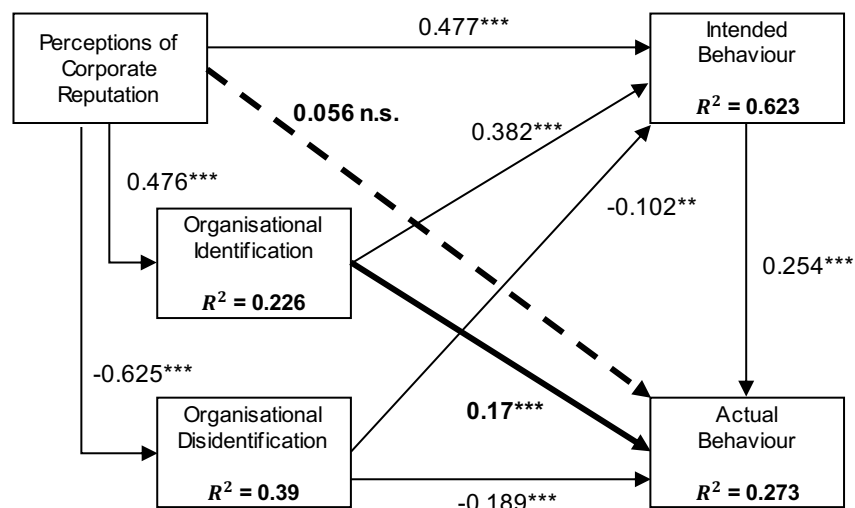 Perceptions of
Corporate
Reputation
0.477***
Intended
Behaviour
R² = 0.623
0.056 n.s.
0.382***
0.476***
-0.102**
Organisational
Identification
R² = 0.226
0.254***
-0.625***
0.17***
Organisational
Disidentification
R² = 0.39
Actual
Behaviour
R² = 0.273
-0.189***